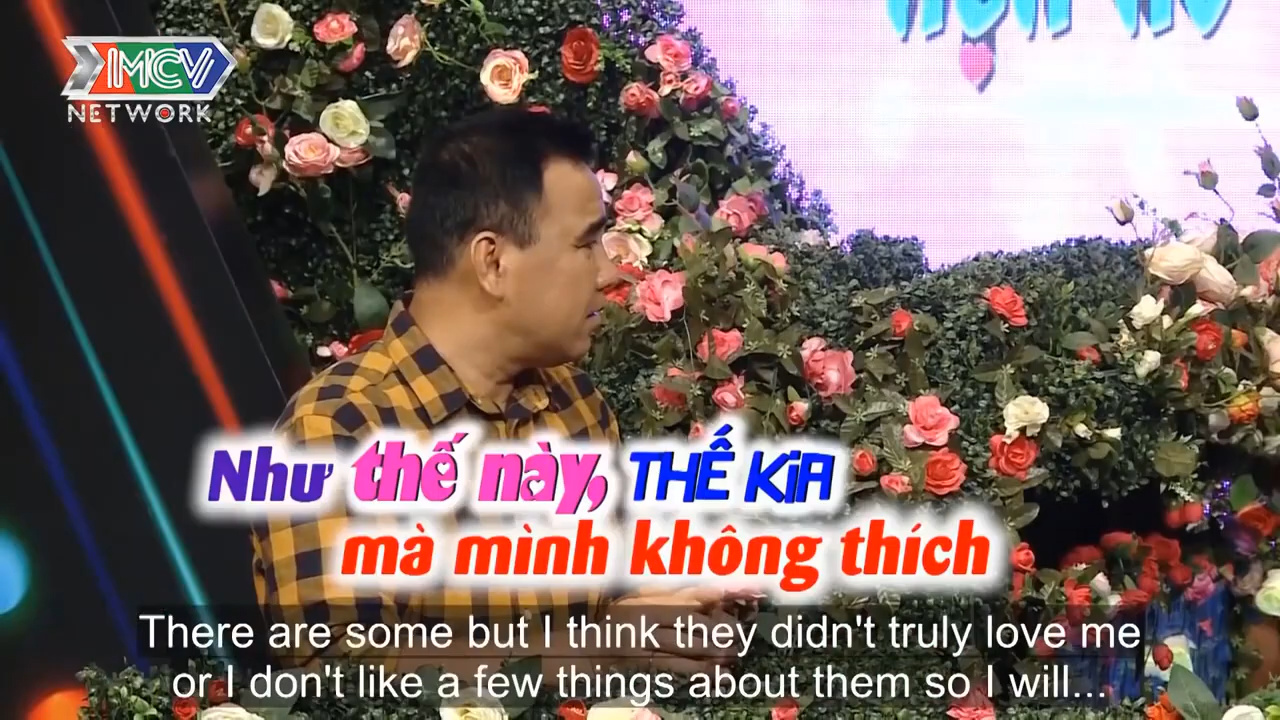 MCV
NETWORK
Như thế này, THẾ KiA
mà mình không thích
There are some but I think they didn't truly love me
or I don't like a few things about them so I will...